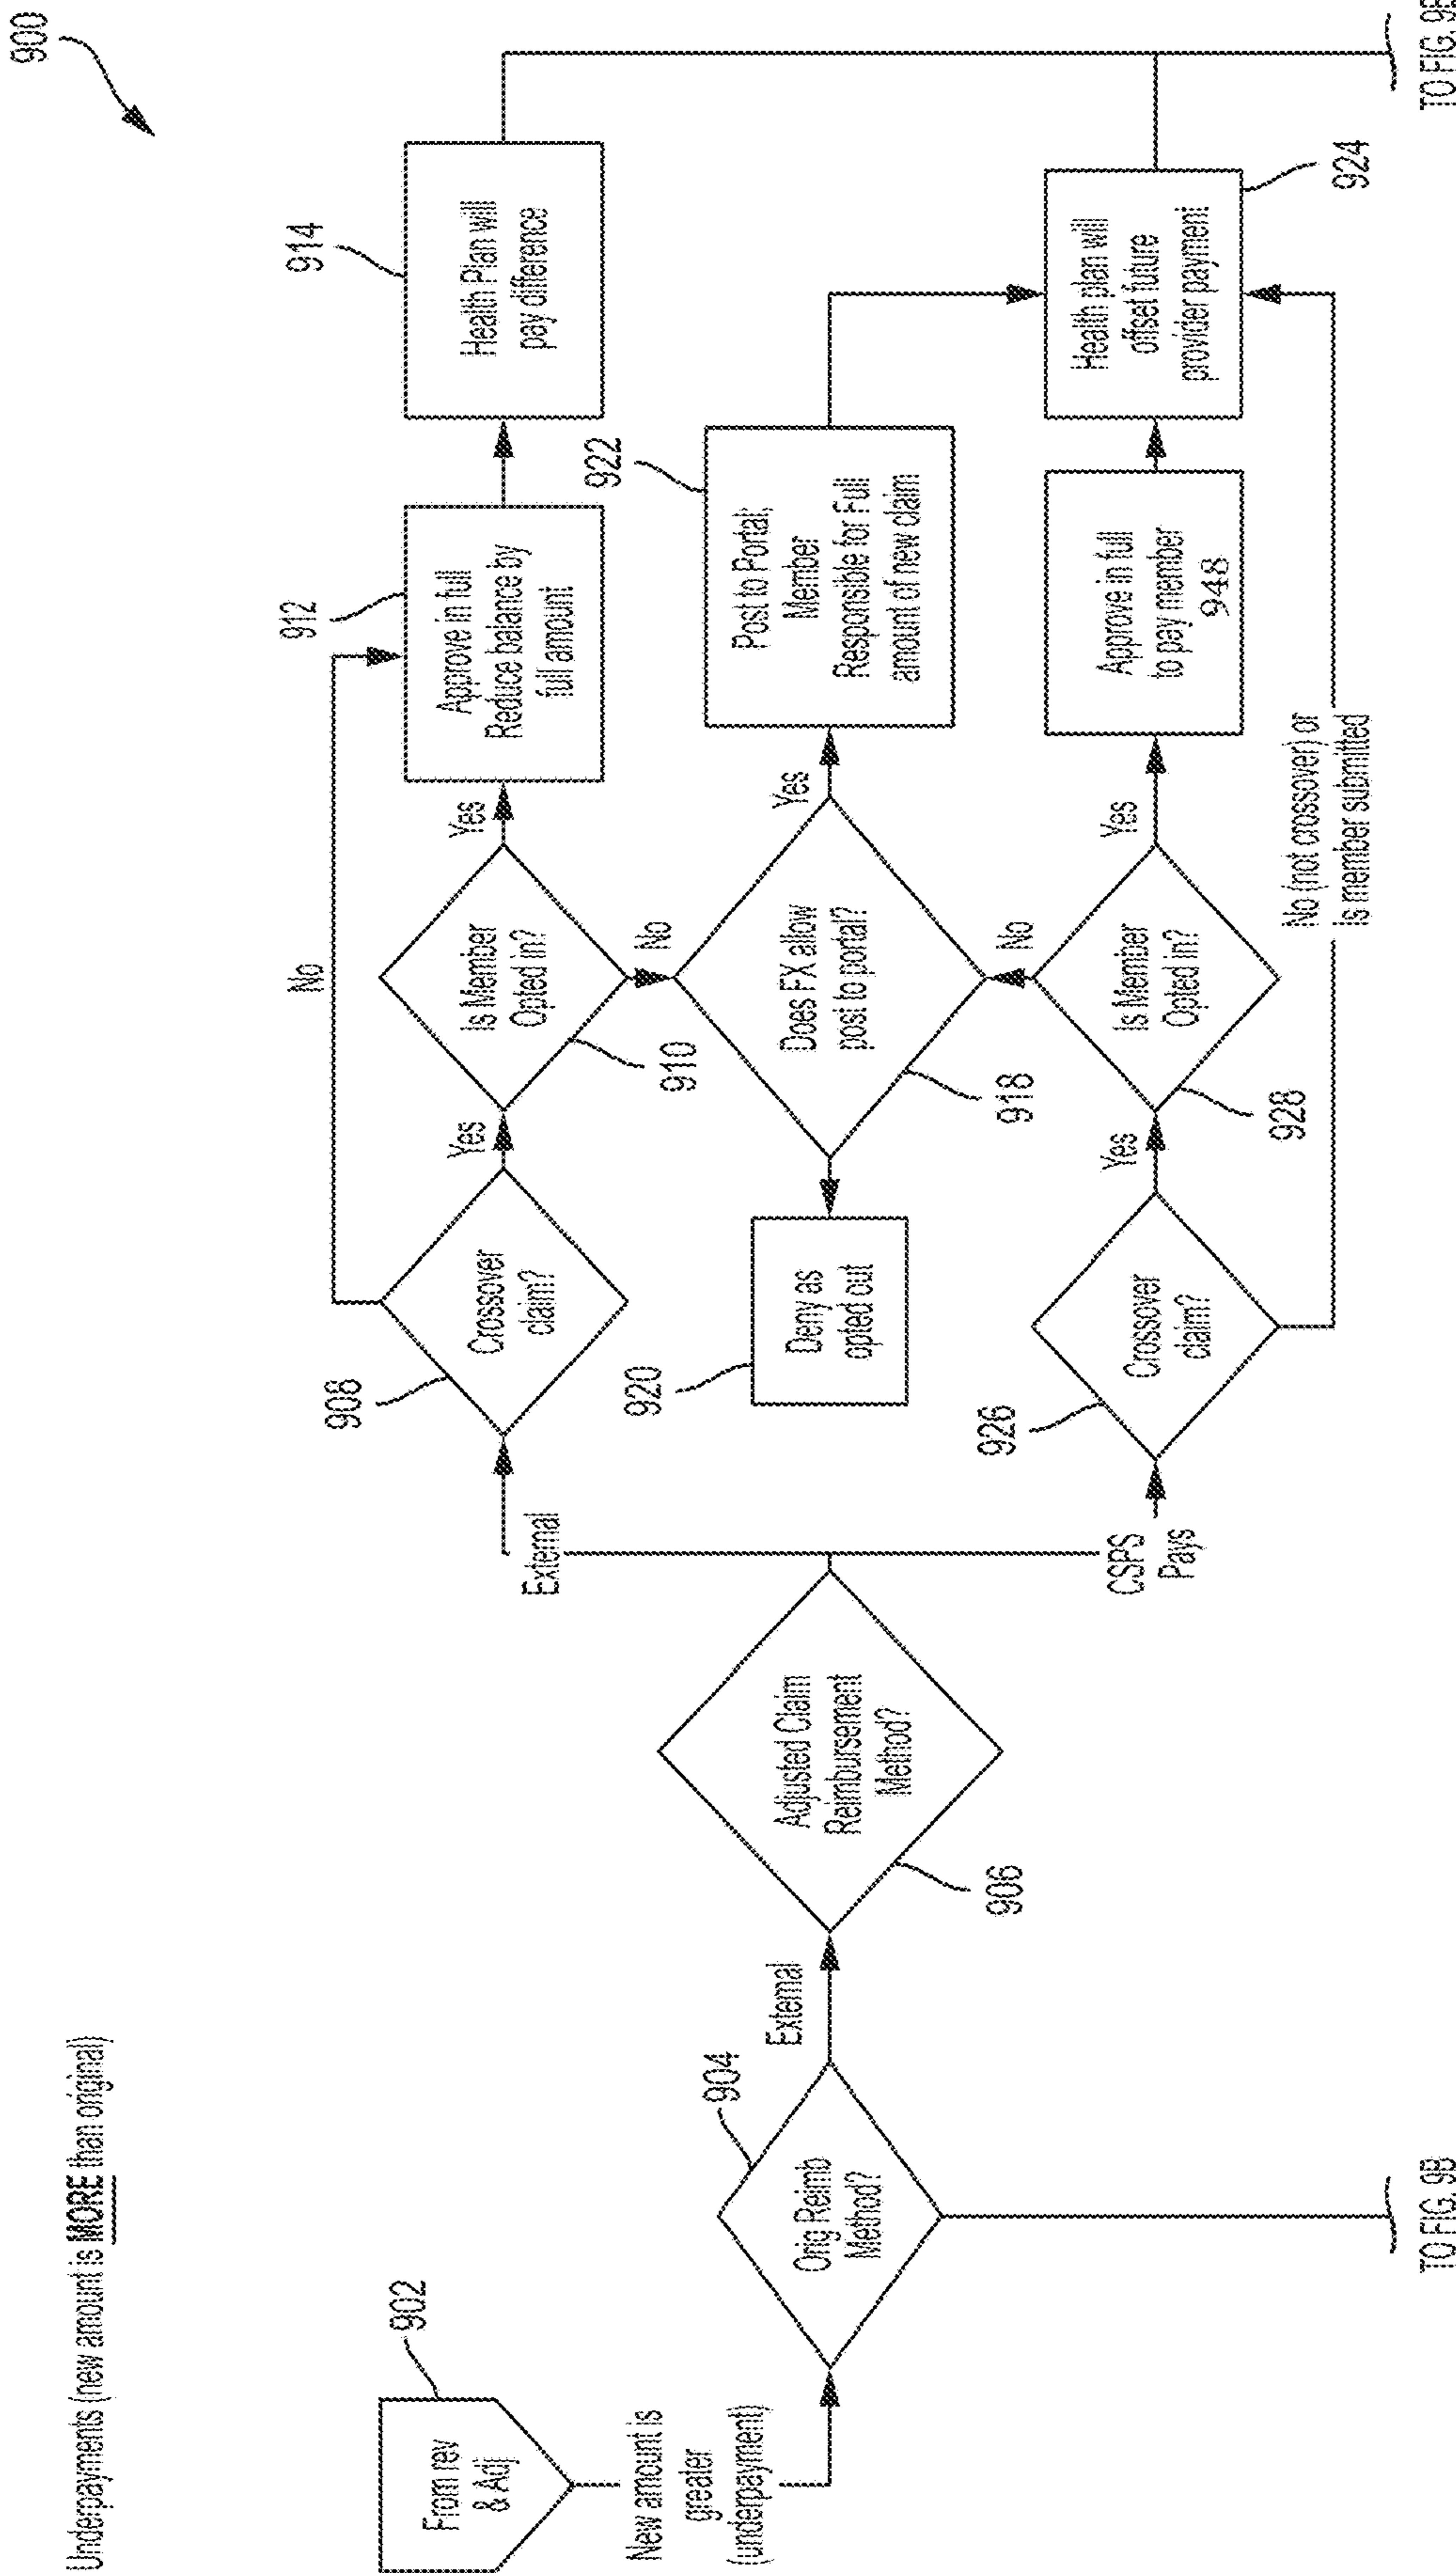 900
Underpayments (new amount is MORE than original)
902
From rev
& Adj
New amount is
greater
(underpayment)
904
Orig Reimb
Method?
TO FIG. 9B
External
906
Adjusted Claim
Reimbursement
Method?
External
CSPS
Pays
908
Crossover
claim?
No
Yes
910
Is Member
Opted in?
Yes
No
912
Approve in full
Reduce balance by
full amount
914
Health Plan will
pay difference
920
Deny as
opted out
918
Does FX allow
post to portal?
Yes
922
Post to Portal;
Member
Responsible for Full
amount of new claim
926
Crossover
claim?
Yes
No (not crossover) or
Is member submitted
928
Is Member
Opted in?
No
Yes
Approve in full
to pay member
948
924
Health plan will
offset future
provider payment
TO FIG. 9B